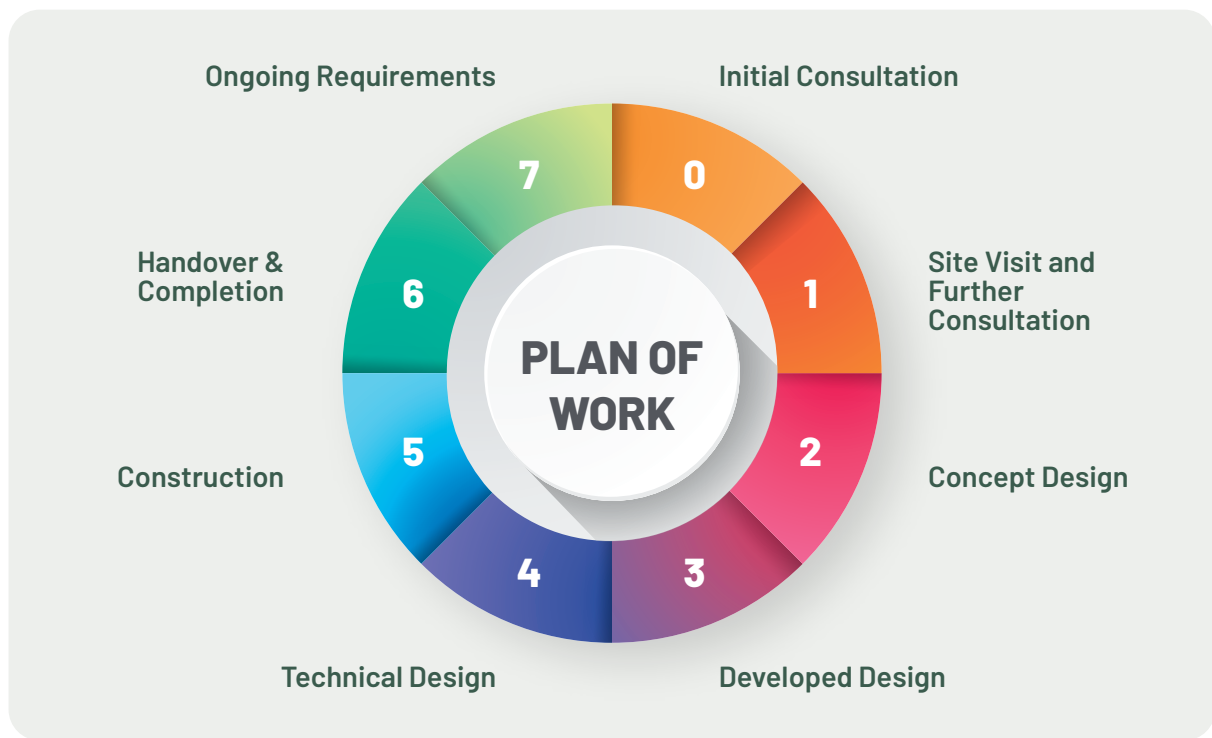 Ongoing Requirements
Initial Consultation
7
0
Handover &
Completion
6
1
Site Visit and
Further
Consultation
PLAN OF
WORK
Construction
5
2
Concept Design
4
3
Technical Design
Developed Design